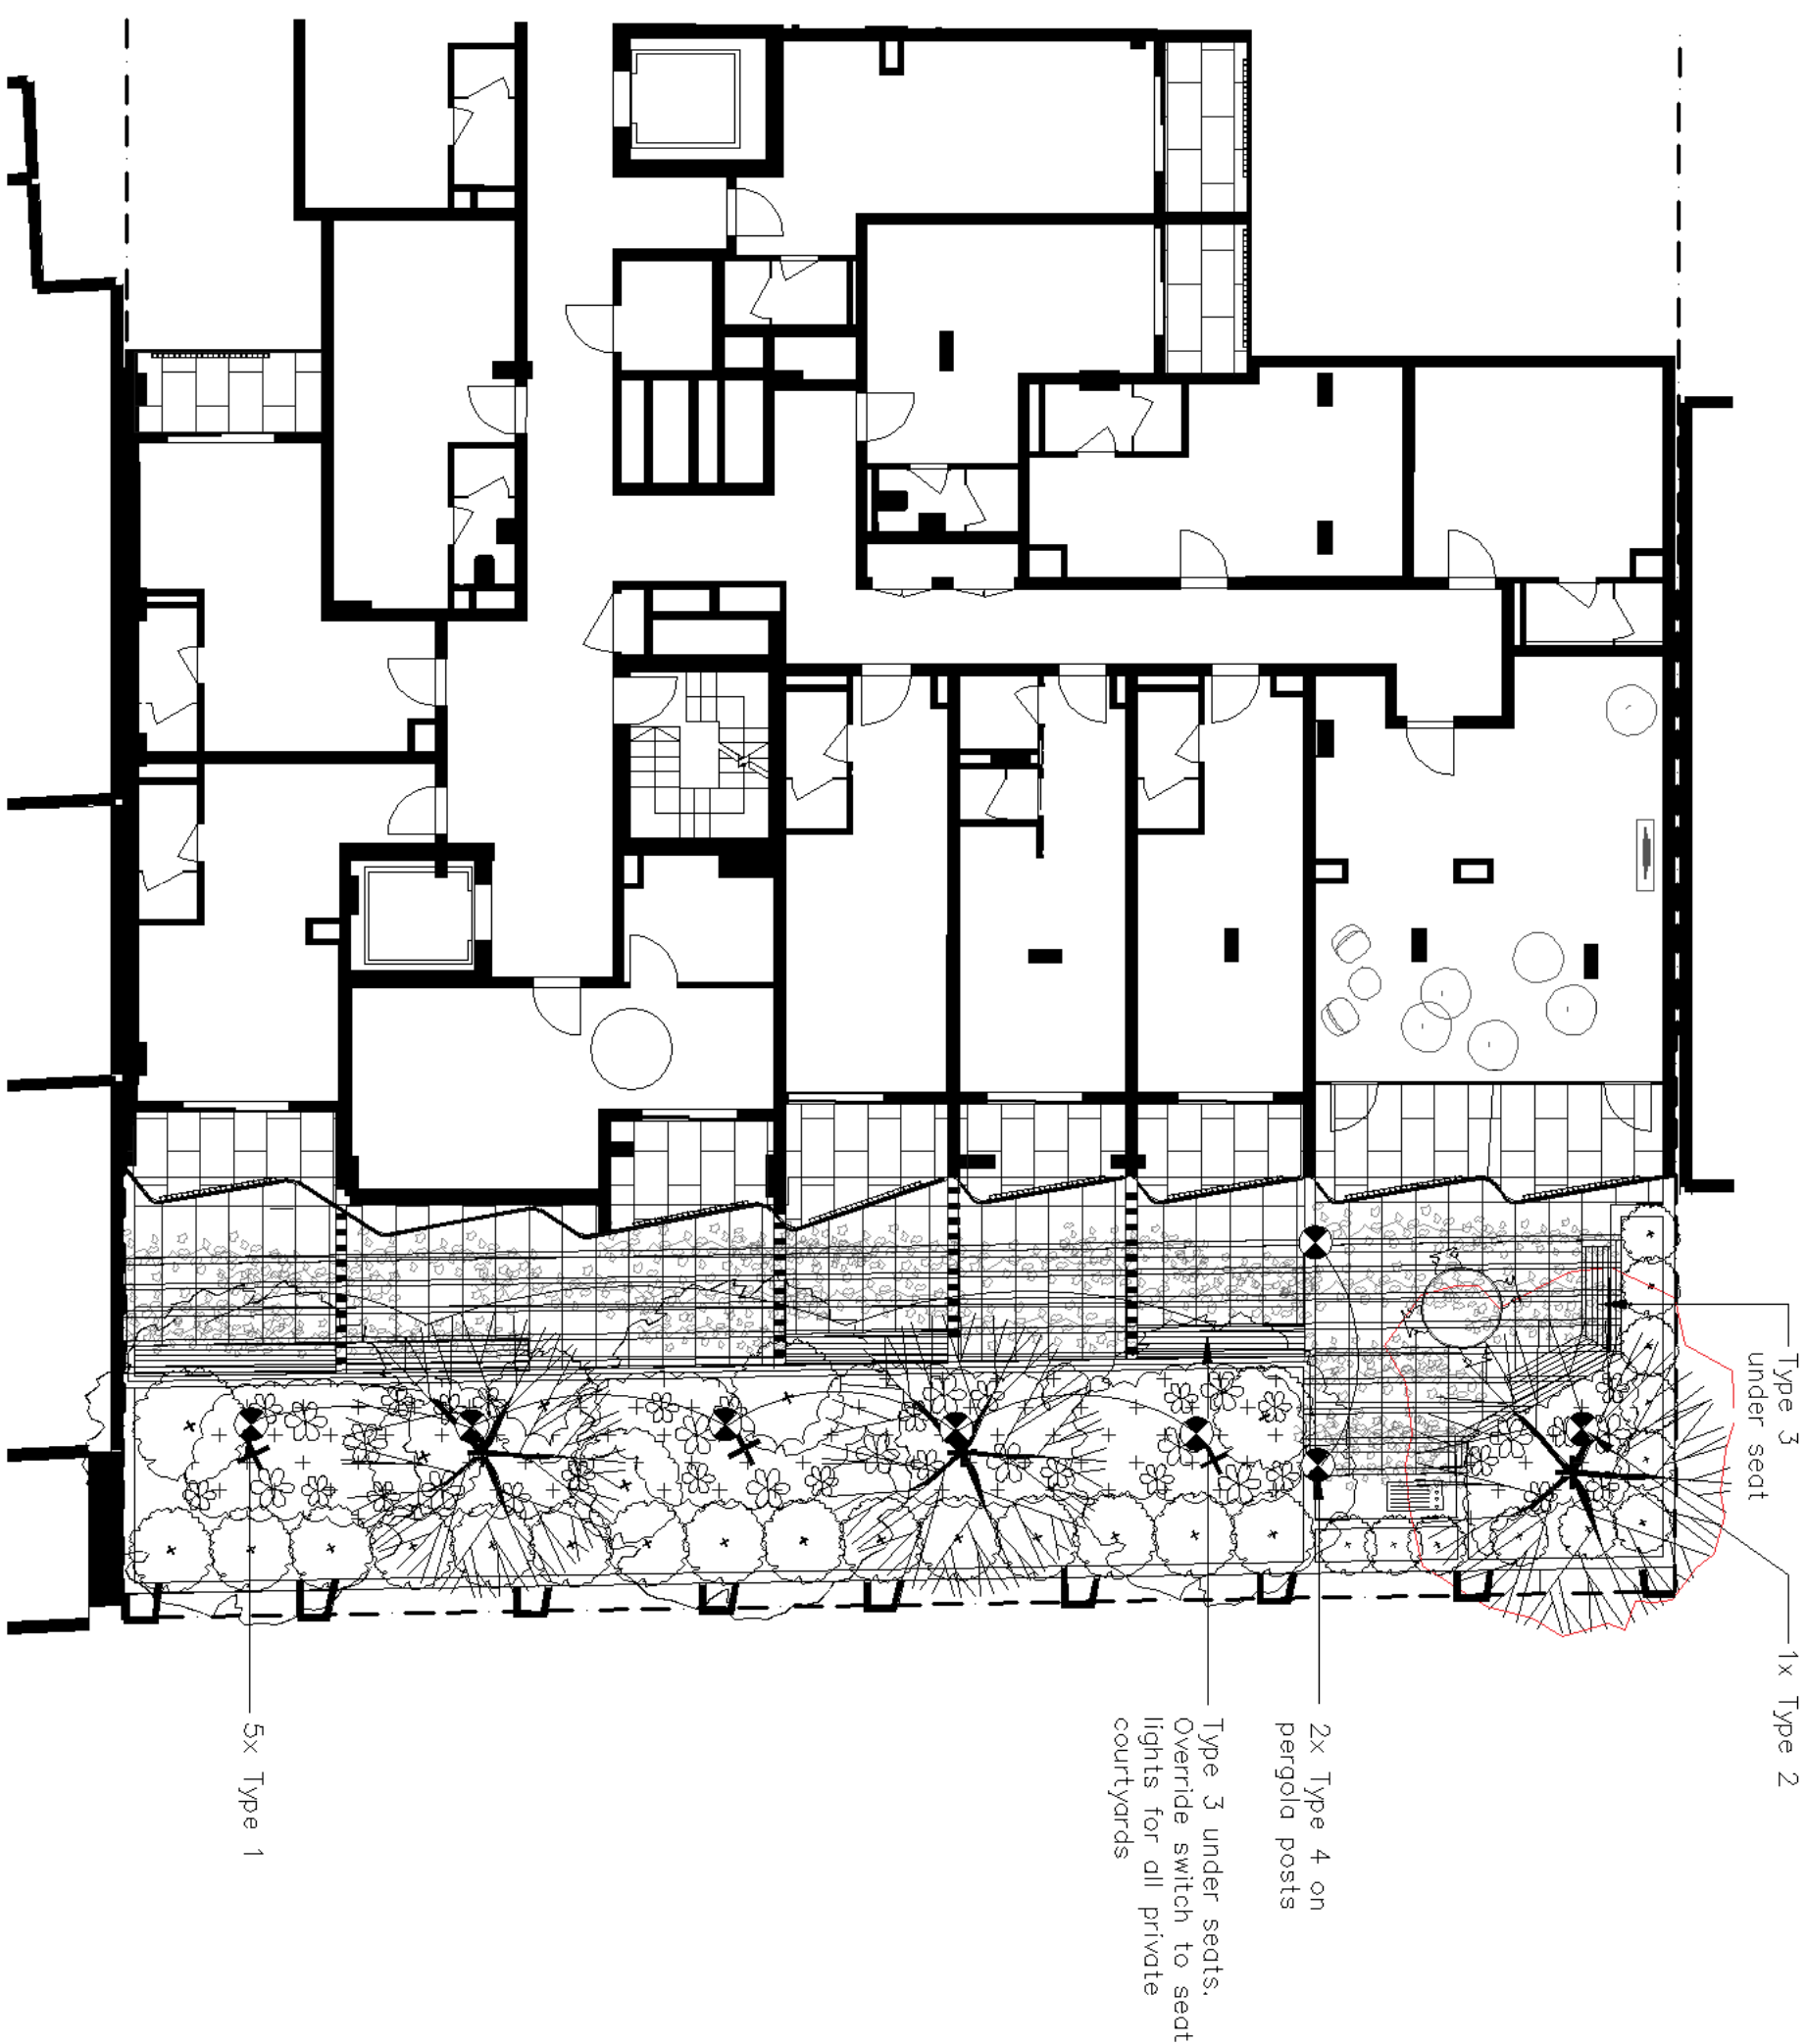 Type 3
under seat
1x Type 2
2x Type 4 on
pergola posts
Type 3 under seats.
Override switch to seat
lights for all private
courtyards
5x Type 1